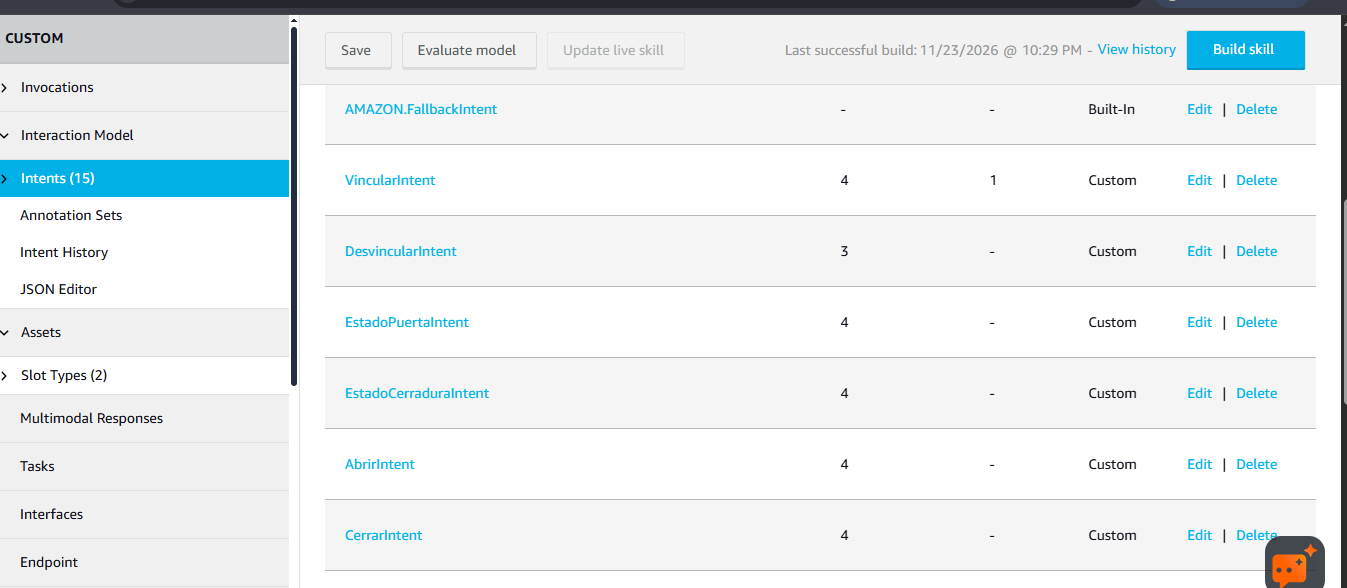 CUSTOM
Invocations
Interaction Model
Intents (15)
Annotation Sets
Intent History
JSON Editor
Assets
Slot Types (2)
Multimodal Responses
Tasks
Interfaces
Endpoint
Save Evaluate model Update live skill Last successful build: 11/23/2026 @ 10:29 PM - View history Build skill
AMAZON.FallbackIntent - - Built-In Edit | Delete
VincularIntent 4 1 Custom Edit | Delete
DesvincularIntent 3 - Custom Edit | Delete
EstadoPuertaIntent 4 - Custom Edit | Delete
EstadoCerraduraIntent 4 - Custom Edit | Delete
AbrirIntent 4 - Custom Edit | Delete
CerrarIntent 4 - Custom Edit | Delete